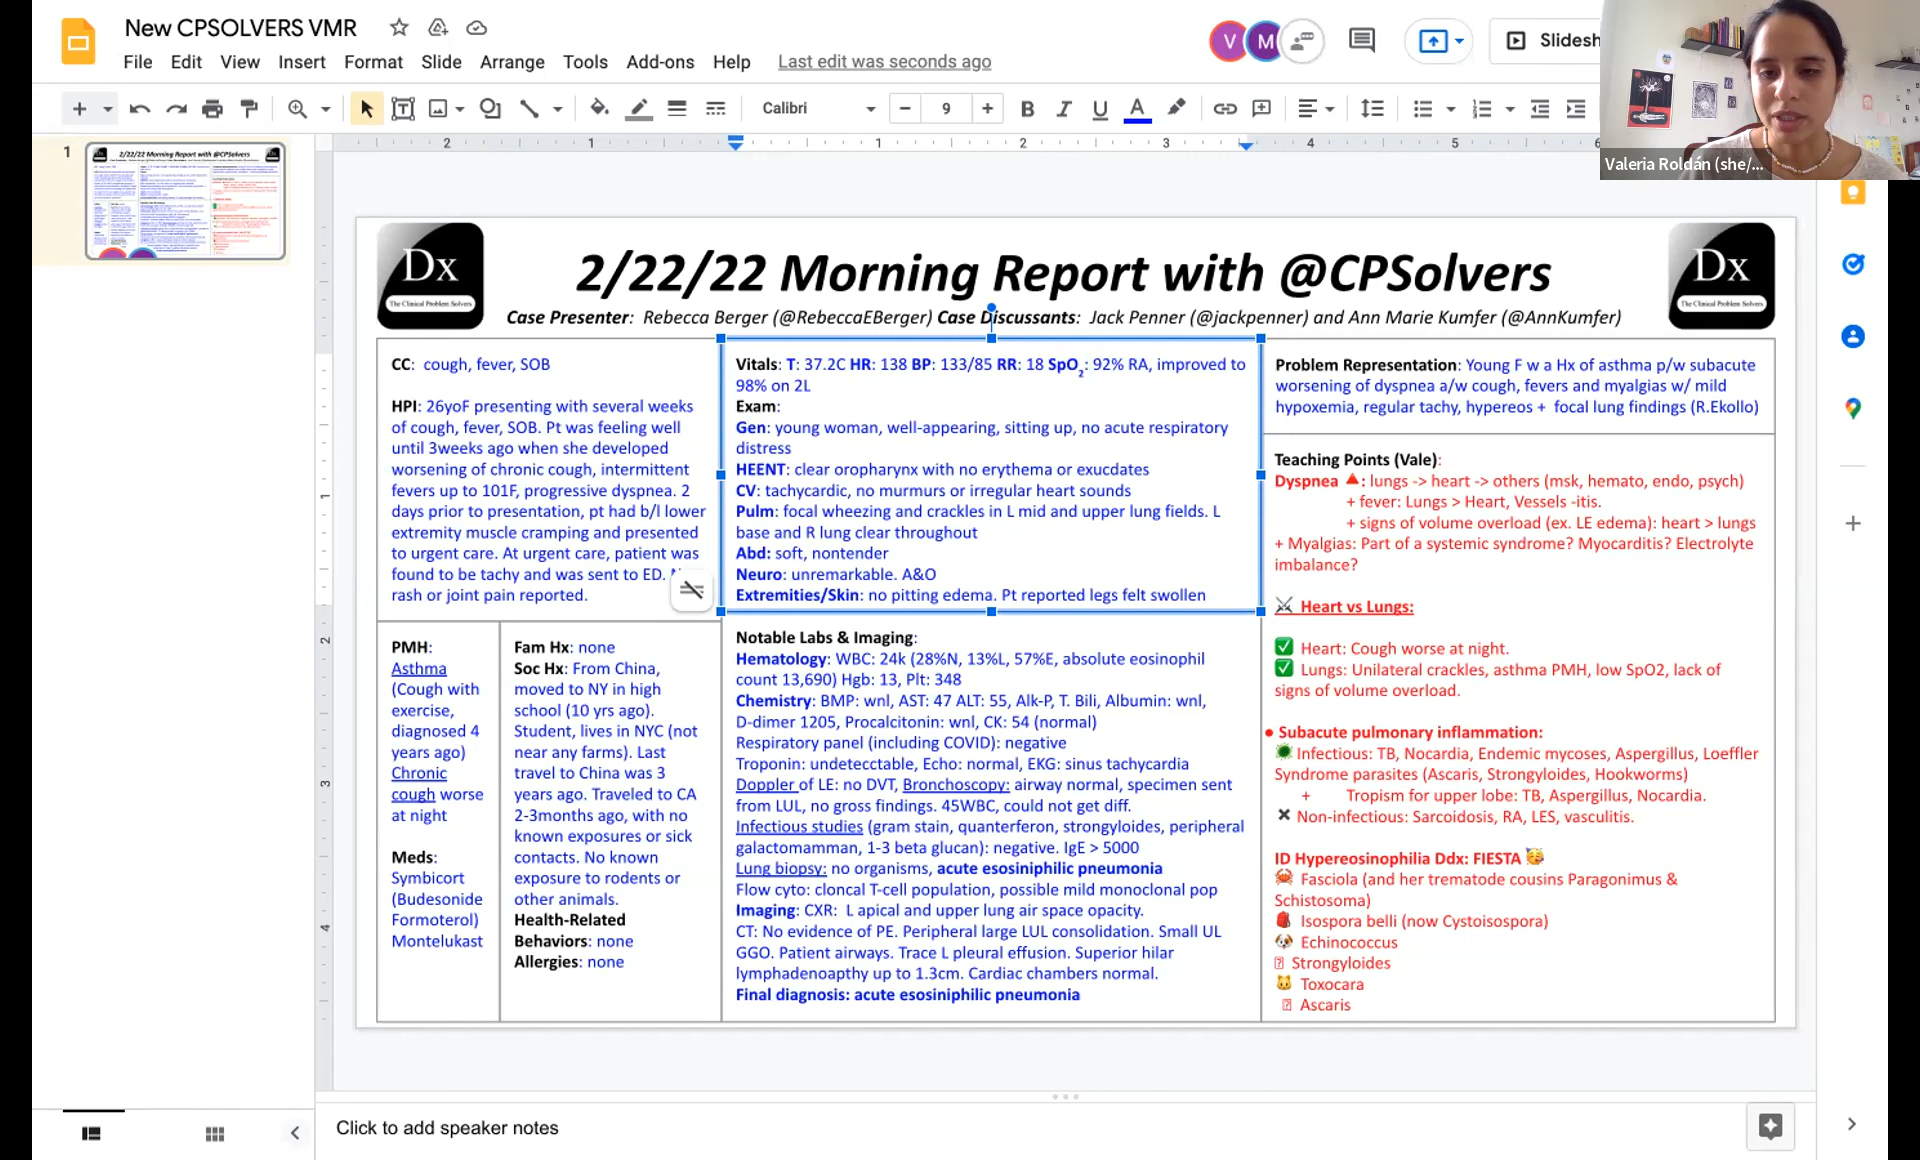 New CPSOLVERS VMR
File Edit View Insert Format Slide Arrange Tools Add-ons Help Last edit was seconds ago
V M
Slidesh
Calibri
9
Valeria Roldán (she/...
2 1 1 2 3 4 5 6
1
2/22/22 Morning Report with @CPSolvers
Dx
The Clinical Problem Solvers
2/22/22 Morning Report with @CPSolvers
Dx
The Clinical Problem Solvers
Case Presenter: Rebecca Berger (@RebeccaEBerger) Case Discussants: Jack Penner (@jackpenner) and Ann Marie Kumfer (@AnnKumfer)
CC: cough, fever, SOB
HPI: 26yoF presenting with several weeks
of cough, fever, SOB. Pt was feeling well
until 3weeks ago when she developed
worsening of chronic cough, intermittent
fevers up to 101F, progressive dyspnea. 2
days prior to presentation, pt had b/l lower
extremity muscle cramping and presented
to urgent care. At urgent care, patient was
found to be tachy and was sent to ED.
rash or joint pain reported.
PMH:
Asthma
(Cough with
exercise,
diagnosed 4
years ago)
Chronic
cough worse
at night
Meds:
Symbicort
(Budesonide
Formoterol)
Montelukast
Fam Hx: none
Soc Hx: From China,
moved to NY in high
school (10 yrs ago).
Student, lives in NYC (not
near any farms). Last
travel to China was 3
years ago. Traveled to CA
2-3months ago, with no
known exposures or sick
contacts. No known
exposure to rodents or
other animals.
Health-Related
Behaviors: none
Allergies: none
Vitals: T: 37.2C HR: 138 BP: 133/85 RR: 18 SpO2: 92% RA, improved to
98% on 2L
Exam:
Gen: young woman, well-appearing, sitting up, no acute respiratory
distress
HEENT: clear oropharynx with no erythema or exucdates
CV: tachycardic, no murmurs or irregular heart sounds
Pulm: focal wheezing and crackles in L mid and upper lung fields. L
base and R lung clear throughout
Abd: soft, nontender
Neuro: unremarkable. A&O
Extremities/Skin: no pitting edema. Pt reported legs felt swollen
Notable Labs & Imaging:
Hematology: WBC: 24k (28%N, 13%L, 57%E, absolute eosinophil
count 13,690) Hgb: 13, Plt: 348
Chemistry: BMP: wnl, AST: 47 ALT: 55, Alk-P, T. Bili, Albumin: wnl,
D-dimer 1205, Procalcitonin: wnl, CK: 54 (normal)
Respiratory panel (including COVID): negative
Troponin: undetecctable, Echo: normal, EKG: sinus tachycardia
Doppler of LE: no DVT, Bronchoscopy: airway normal, specimen sent
from LUL, no gross findings. 45WBC, could not get diff.
Infectious studies (gram stain, quanterferon, strongyloides, peripheral
galactomamman, 1-3 beta glucan): negative. IgE > 5000
Lung biopsy: no organisms, acute esosiniphilic pneumonia
Flow cyto: cloncal T-cell population, possible mild monoclonal pop
Imaging: CXR: L apical and upper lung air space opacity.
CT: No evidence of PE. Peripheral large LUL consolidation. Small UL
GGO. Patient airways. Trace L pleural effusion. Superior hilar
lymphadenoapthy up to 1.3cm. Cardiac chambers normal.
Final diagnosis: acute esosiniphilic pneumonia
Problem Representation: Young F w a Hx of asthma p/w subacute
worsening of dyspnea a/w cough, fevers and myalgias w/ mild
hypoxemia, regular tachy, hypereos + focal lung findings (R.Ekollo)
Teaching Points (Vale):
Dyspnea 🔺: lungs -> heart -> others (msk, hemato, endo, psych)
+ fever: Lungs > Heart, Vessels -itis.
+ signs of volume overload (ex. LE edema): heart > lungs
+ Myalgias: Part of a systemic syndrome? Myocarditis? Electrolyte
imbalance?
⚔ Heart vs Lungs:
✅ Heart: Cough worse at night.
✅ Lungs: Unilateral crackles, asthma PMH, low SpO2, lack of
signs of volume overload.
● Subacute pulmonary inflammation:
Infectious: TB, Nocardia, Endemic mycoses, Aspergillus, Loeffler
Syndrome parasites (Ascaris, Strongyloides, Hookworms)
+ Tropism for upper lobe: TB, Aspergillus, Nocardia.
✖ Non-infectious: Sarcoidosis, RA, LES, vasculitis.
ID Hypereosinophilia Ddx: FIESTA 🥳
🦀 Fasciola (and her trematode cousins Paragonimus &
Schistosoma)
🎒 Isospora belli (now Cystoisospora)
🐶 Echinococcus
Strongyloides
🐱 Toxocara
Ascaris
1
2
3
4
Click to add speaker notes